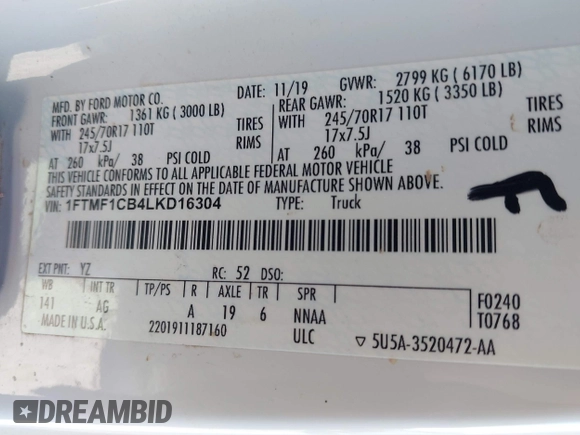 MFD. BY FORD MOTOR CO.
DATE: 11/19 GVWR: 2799 KG ( 6170 LB)
FRONT GAWR: 1361 KG ( 3000 LB)
REAR GAWR: 1520 KG ( 3350 LB)
WITH 245/70R17 110T TIRES
WITH 245/70R17 110T TIRES
17x7.5J RIMS
17x7.5J RIMS
AT 260 kPa/ 38 PSI COLD
AT 260 kPa/ 38 PSI COLD
THIS VEHICLE CONFORMS TO ALL APPLICABLE FEDERAL MOTOR VEHICLE
SAFETY STANDARDS IN EFFECT ON THE DATE OF MANUFACTURE SHOWN ABOVE.
VIN: 1FTMF1CB4LKD16304 TYPE: Truck
EXT PNT: YZ RC: 52 DSO:
WB INT TR TP/PS R AXLE TR SPR F0240
141 AG A 19 6 NNAA T0768
MADE IN U.S.A. 2201911187160 ULC ▽ 5U5A-3520472-AA
DREAMBID